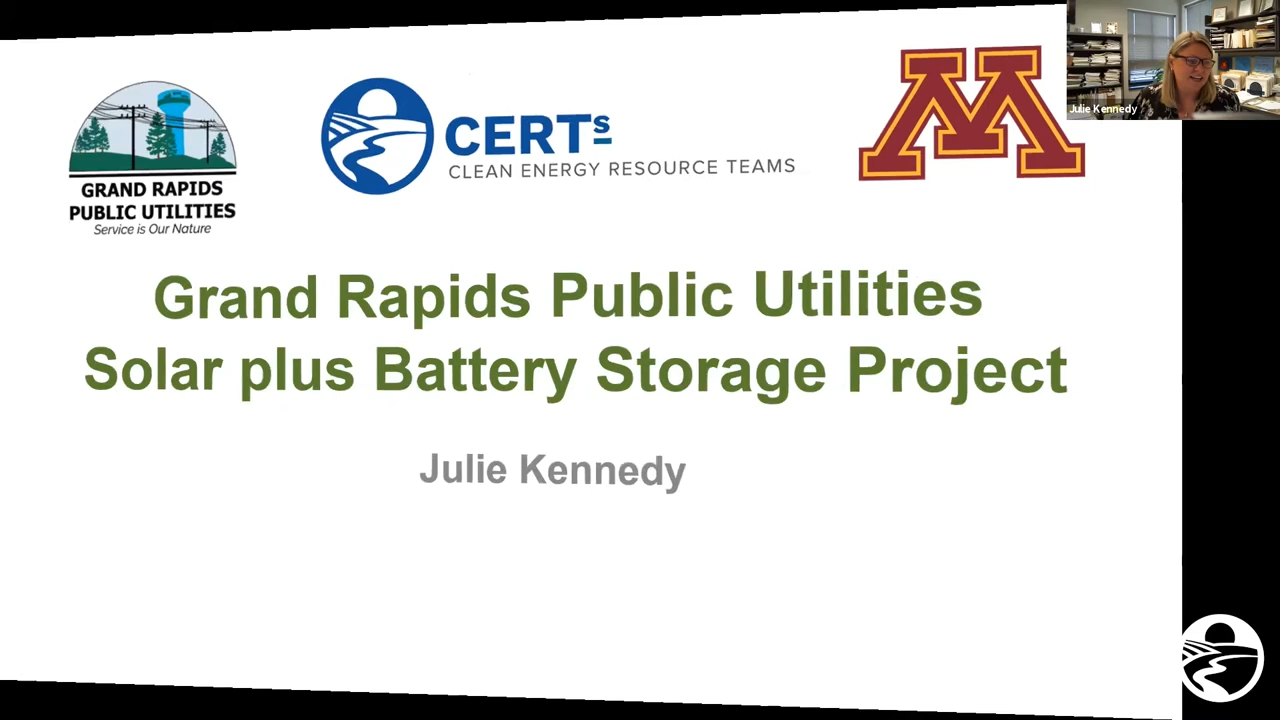 GRAND RAPIDS
PUBLIC UTILITIES
Service is Our Nature
CERTs
CLEAN ENERGY RESOURCE TEAMS
M
Julie Kennedy
Grand Rapids Public Utilities
Solar plus Battery Storage Project
Julie Kennedy